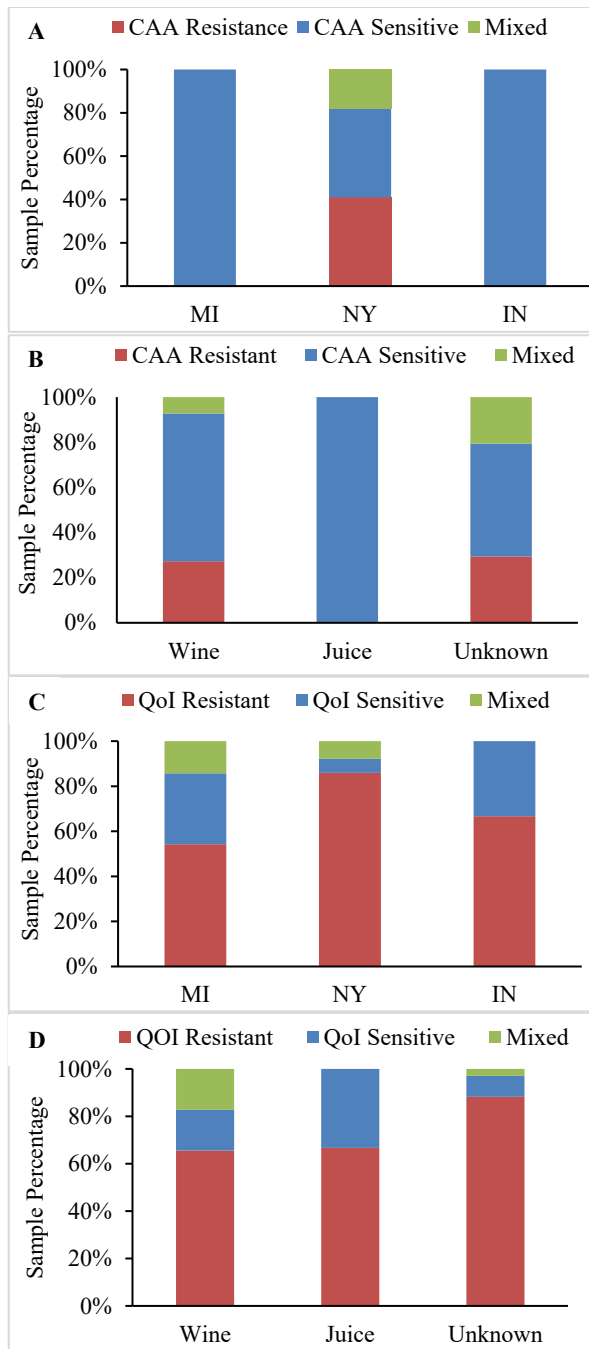 A
CAA Resistance CAA Sensitive Mixed
100%
80%
60%
40%
20%
0%
Sample Percentage
MI NY IN
B
CAA Resistant CAA Sensitive Mixed
100%
80%
60%
40%
20%
0%
Sample Percentage
Wine Juice Unknown
C
QoI Resistant QoI Sensitive Mixed
100%
80%
60%
40%
20%
0%
Sample Percentage
MI NY IN
D
QOI Resistant QoI Sensitive Mixed
100%
80%
60%
40%
20%
0%
Sample Percentage
Wine Juice Unknown